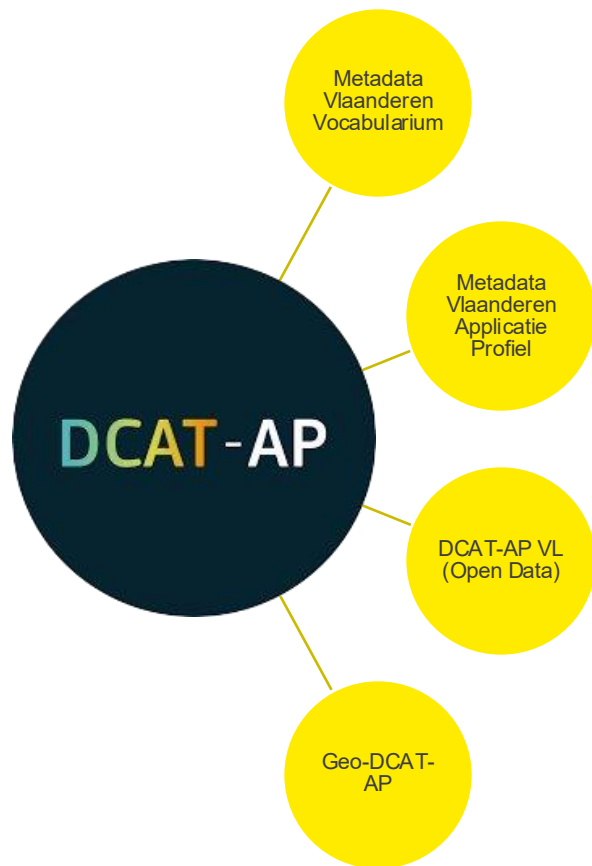 Metadata
Vlaanderen
Vocabularium
Metadata
Vlaanderen
Applicatie
Profiel
DCAT-AP
DCAT-AP VL
(Open Data)
Geo-DCAT-
AP